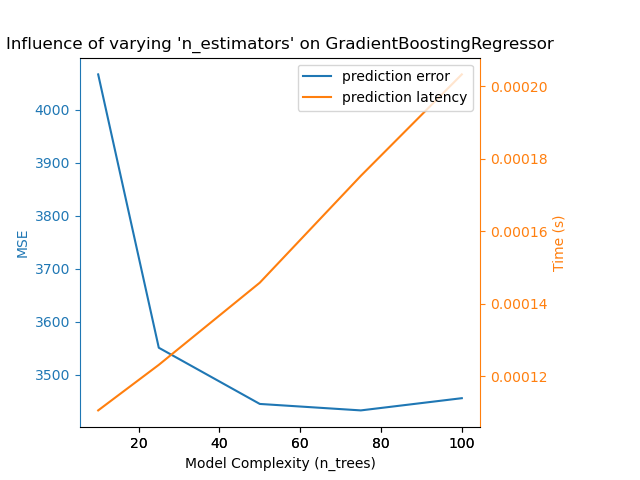 Influence of varying 'n_estimators' on GradientBoostingRegressor
prediction error
prediction latency
4000
3900
3800
3700
3600
3500
MSE
0.00020
0.00018
0.00016
0.00014
0.00012
Time (s)
20 40 60 80 100
Model Complexity (n_trees)